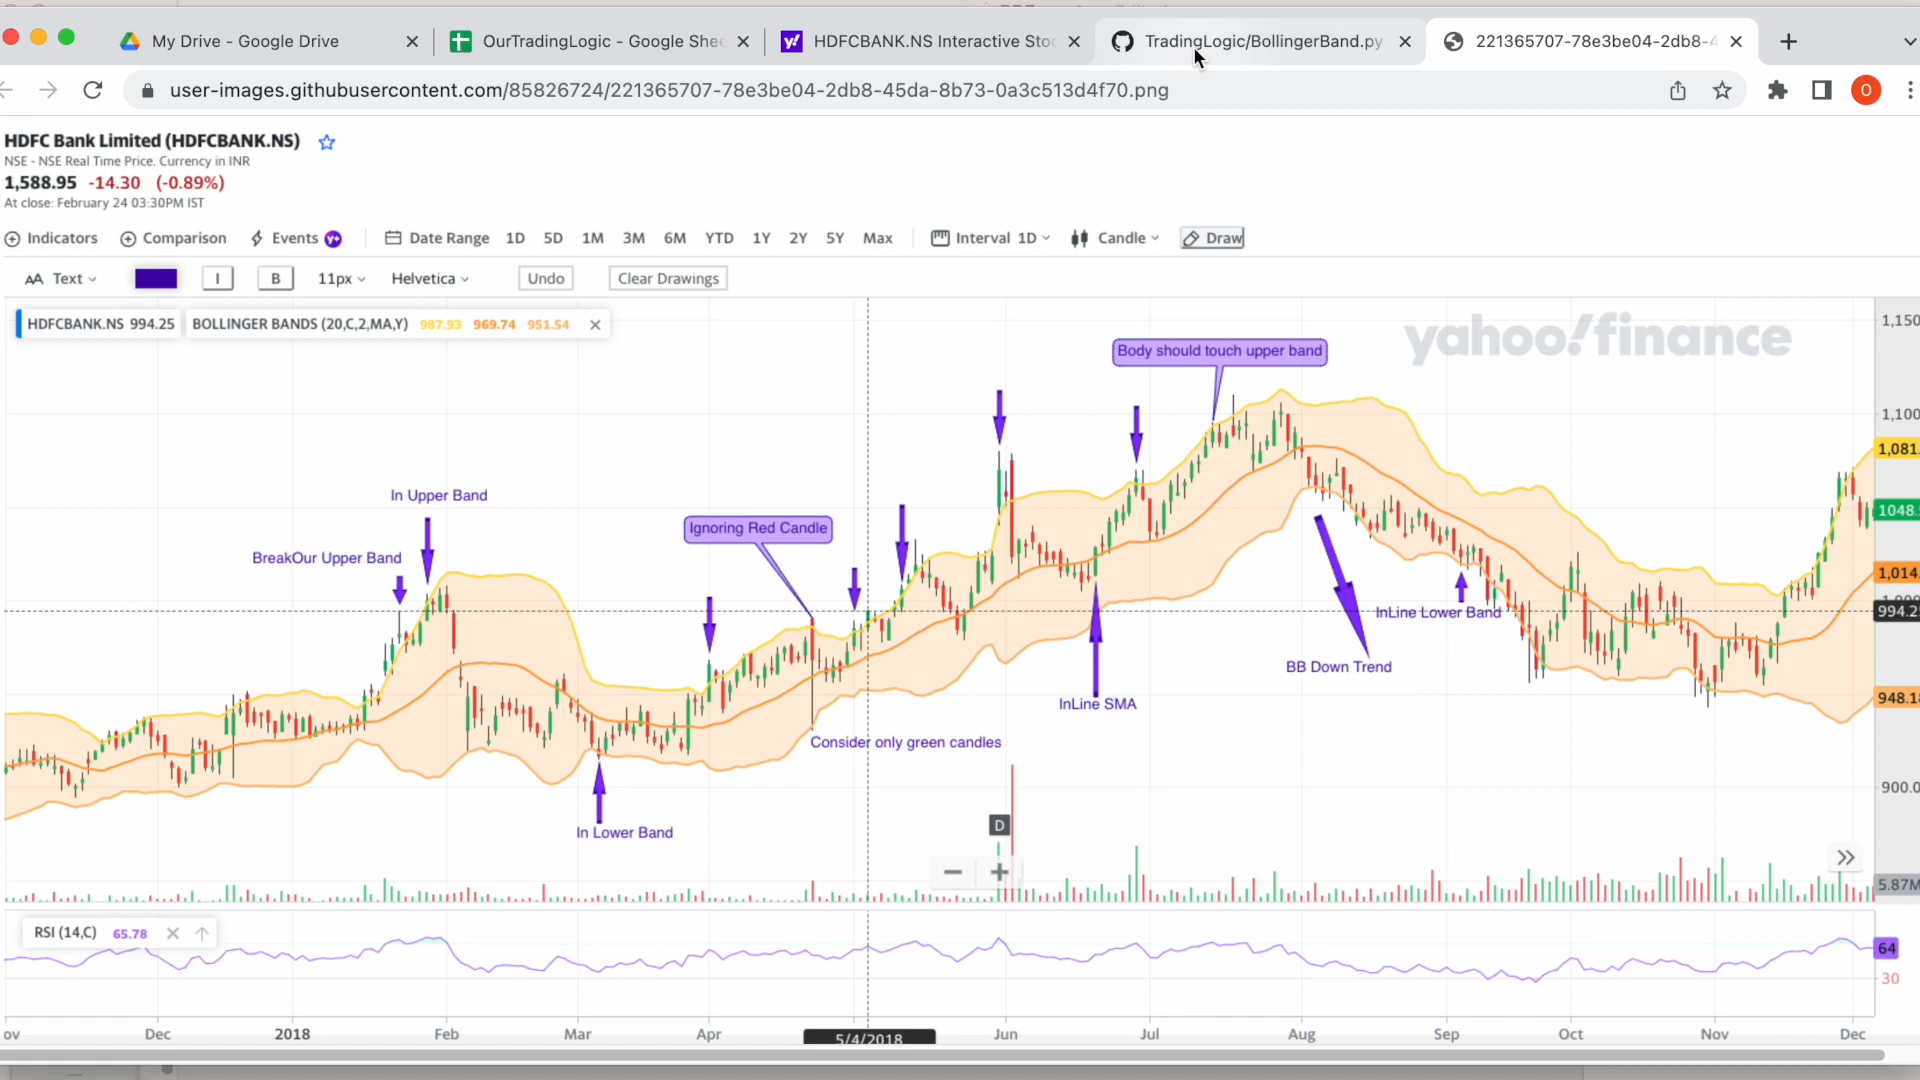 My Drive - Google Drive
OurTradingLogic - Google Shee
HDFCBANK.NS Interactive Stoc
TradingLogic/BollingerBand.py
221365707-78e3be04-2db8-4
user-images.githubusercontent.com/85826724/221365707-78e3be04-2db8-45da-8b73-0a3c513d4f70.png
O
HDFC Bank Limited (HDFCBANK.NS)
NSE - NSE Real Time Price. Currency in INR
1,588.95 -14.30 (-0.89%)
At close: February 24 03:30PM IST
Indicators Comparison Events Y+ Date Range 1D 5D 1M 3M 6M YTD 1Y 2Y 5Y Max Interval 1D Candle Draw
AA Text I B 11px Helvetica Undo Clear Drawings
HDFCBANK.NS 994.25 BOLLINGER BANDS (20,C,2,MA,Y) 987.93 969.74 951.54
yahoo!finance
1,150
Body should touch upper band
1,100
1,081.
In Upper Band
1048.
Ignoring Red Candle
BreakOur Upper Band
1,014.
994.2
InLine Lower Band
BB Down Trend
948.18
InLine SMA
Consider only green candles
900.0
D
In Lower Band
5.87M
RSI (14,C) 65.78
64
30
ov Dec 2018 Feb Mar Apr 5/4/2018 Jun Jul Aug Sep Oct Nov Dec